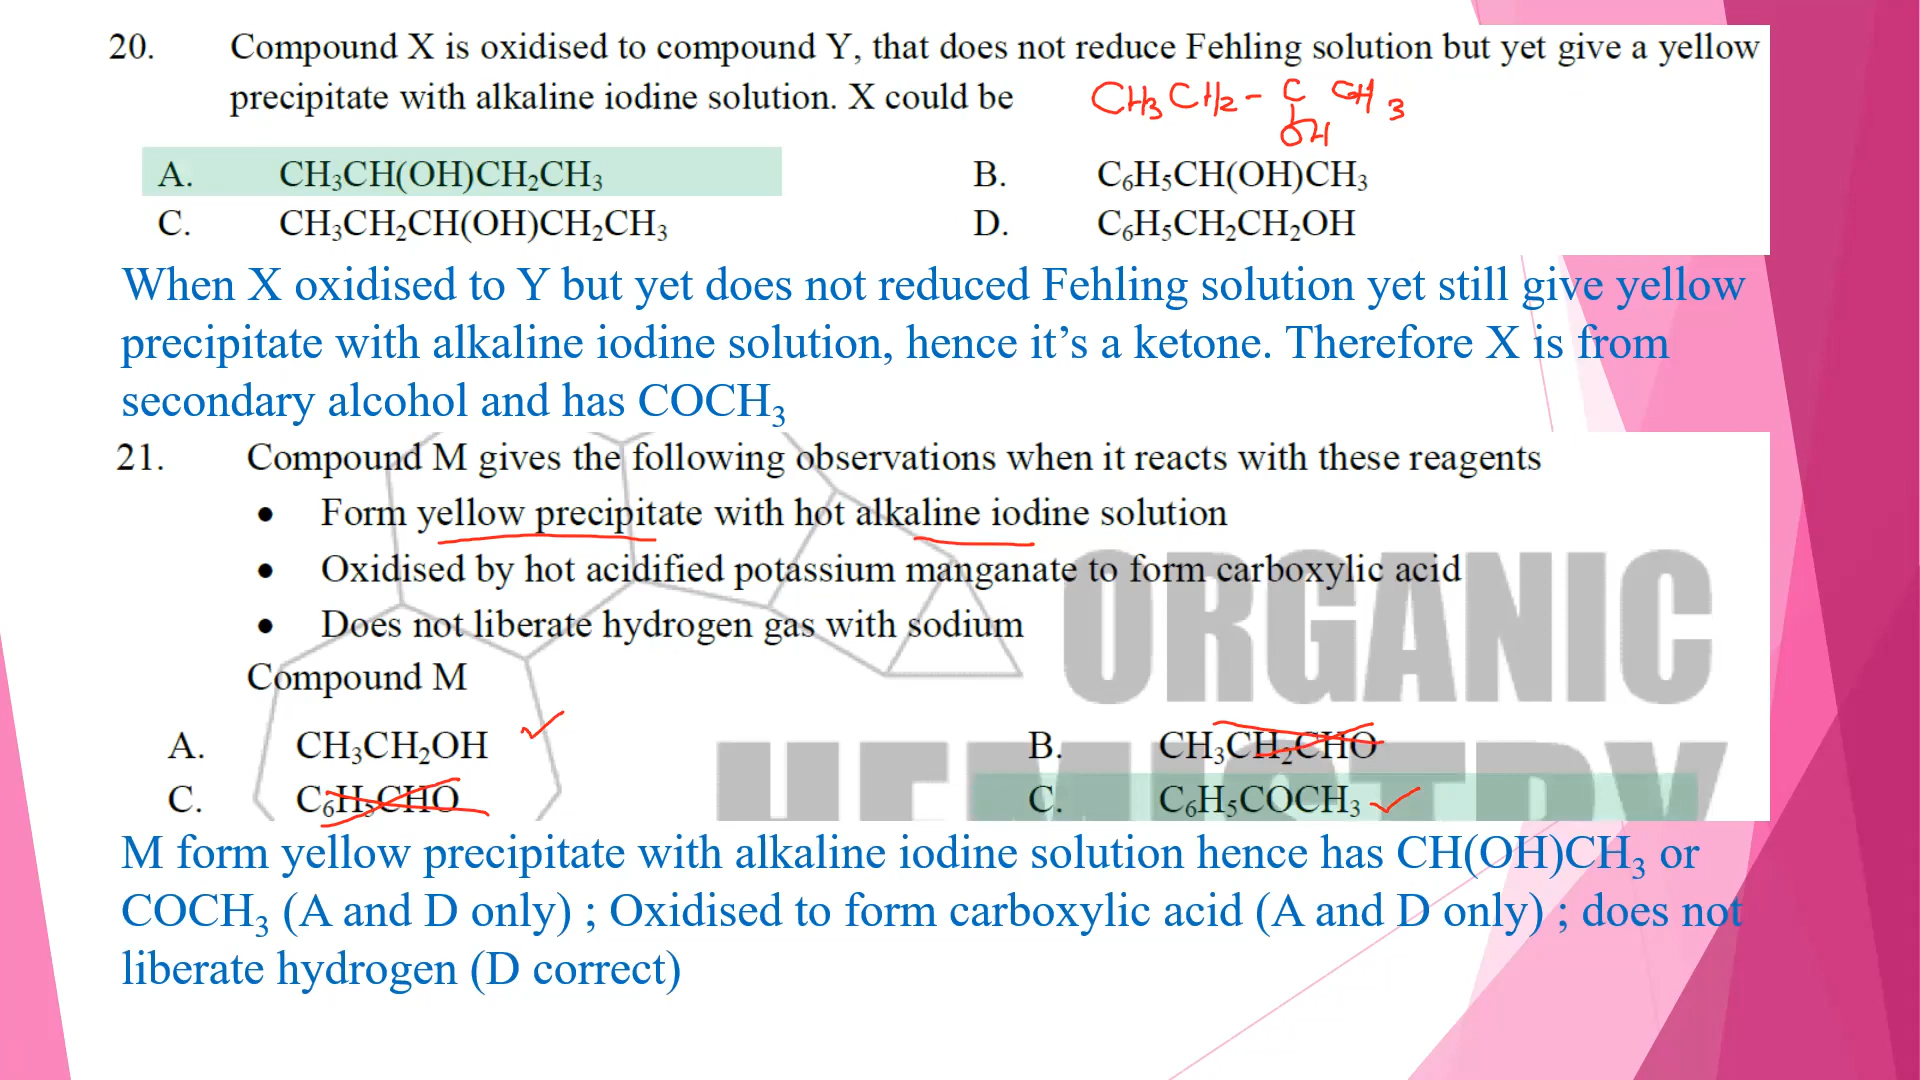 20. Compound X is oxidised to compound Y, that does not reduce Fehling solution but yet give a yellow
precipitate with alkaline iodine solution. X could be
CH3CH2-C CH3
OH
A. CH₃CH(OH)CH₂CH₃ B. C₆H₅CH(OH)CH₃
C. CH₃CH₂CH(OH)CH₂CH₃ D. C₆H₅CH₂CH₂OH
When X oxidised to Y but yet does not reduced Fehling solution yet still give yellow
precipitate with alkaline iodine solution, hence it’s a ketone. Therefore X is from
secondary alcohol and has COCH₃
21. Compound M gives the following observations when it reacts with these reagents
• Form yellow precipitate with hot alkaline iodine solution
• Oxidised by hot acidified potassium manganate to form carboxylic acid
• Does not liberate hydrogen gas with sodium
Compound M
A. CH₃CH₂OH B. CH₃CH₂CHO
C. C₆H₅CHO C. C₆H₅COCH₃
ORGANIC
HEMISTRY
M form yellow precipitate with alkaline iodine solution hence has CH(OH)CH₃ or
COCH₃ (A and D only) ; Oxidised to form carboxylic acid (A and D only) ; does not
liberate hydrogen (D correct)